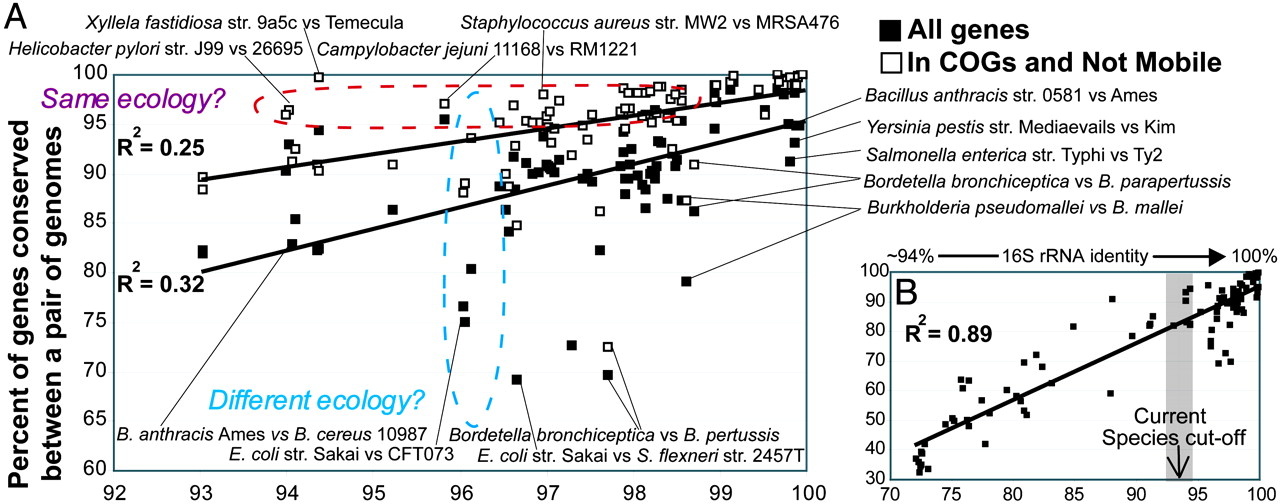 A
Xyllela fastidiosa str. 9a5c vs Temecula
Staphylococcus aureus str. MW2 vs MRSA476
Helicobacter pylori str. J99 vs 26695
Campylobacter jejuni 11168 vs RM1221
All genes
In COGs and Not Mobile
Percent of genes conserved
between a pair of genomes
100
95
90
85
80
75
70
65
60
Same ecology?
R2 = 0.25
R2 = 0.32
Different ecology?
Bacillus anthracis str. 0581 vs Ames
Yersinia pestis str. Mediaevails vs Kim
Salmonella enterica str. Typhi vs Ty2
Bordetella bronchiceptica vs B. parapertussis
Burkholderia pseudomallei vs B. mallei
B. anthracis Ames vs B. cereus 10987
Bordetella bronchiceptica vs B. pertussis
E. coli str. Sakai vs CFT073
E. coli str. Sakai vs S. flexneri str. 2457T
92 93 94 95 96 97 98 99 100
~94% 16S rRNA identity 100%
B
100
90
80
70
60
50
40
30
R2 = 0.89
Current
Species cut-off
70 75 80 85 90 95 100